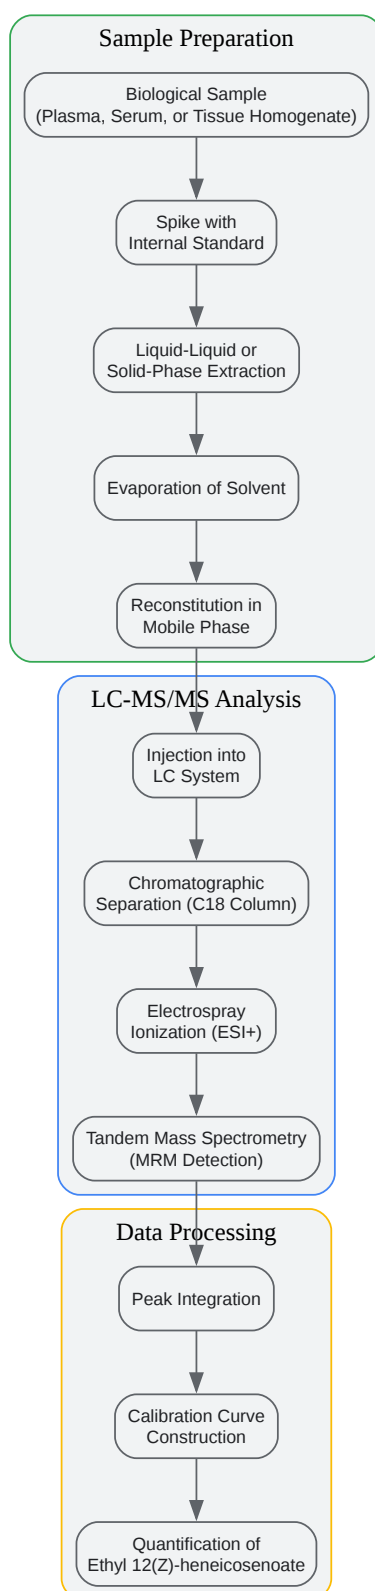 Sample Preparation
Biological Sample
(Plasma, Serum, or Tissue Homogenate)
Spike with
Internal Standard
Liquid-Liquid or
Solid-Phase Extraction
Evaporation of Solvent
Reconstitution in
Mobile Phase
LC-MS/MS Analysis
Injection into
LC System
Chromatographic
Separation (C18 Column)
Electrospray
Ionization (ESI+)
Tandem Mass Spectrometry
(MRM Detection)
Data Processing
Peak Integration
Calibration Curve
Construction
Quantification of
Ethyl 12(Z)-heneicosenoate